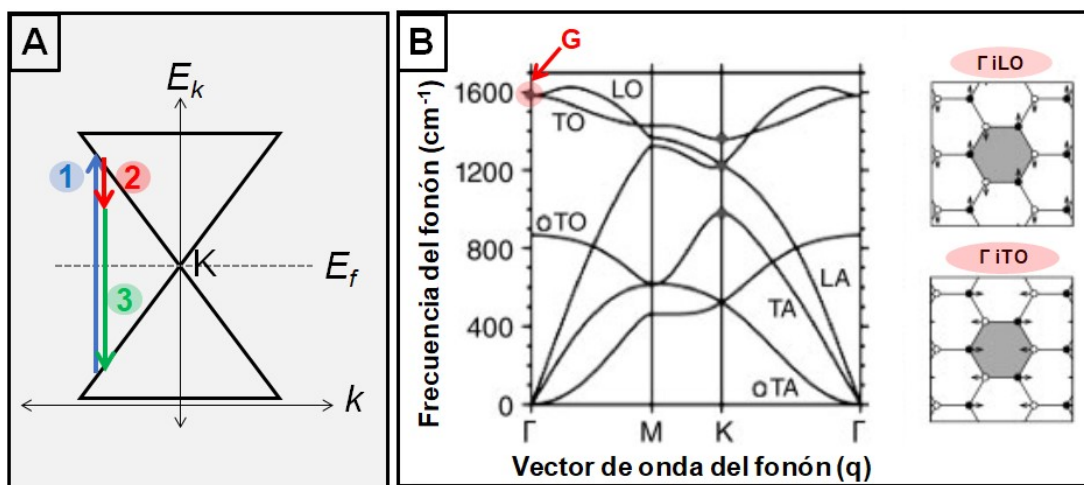 A
E_k
1
2
K
E_f
3
k
B
G
Frecuencia del fonón (cm⁻¹)
1600
1200
800
400
0
LO
TO
oTO
LA
TA
oTA
Γ
M
K
Γ
Vector de onda del fonón (q)
Γ iLO
Γ iTO